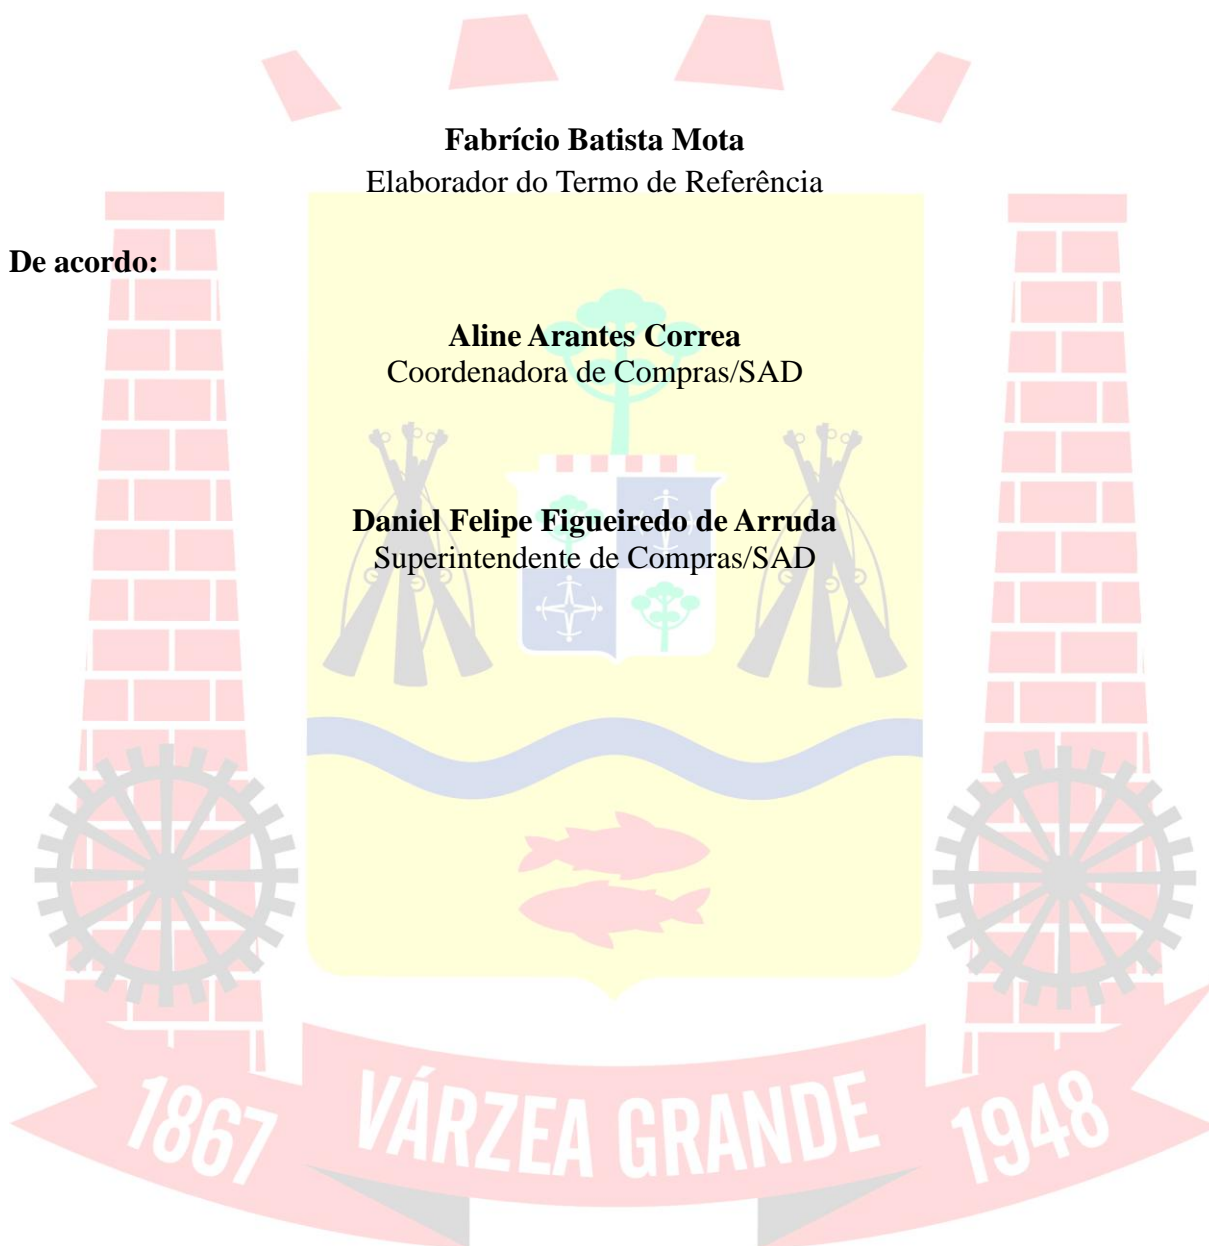 Fabrício Batista Mota
Elaborador do Termo de Referência
De acordo:
Aline Arantes Correa
Coordenadora de Compras/SAD
Daniel Felipe Figueiredo de Arruda
Superintendente de Compras/SAD
1867 VÁRZEA GRANDE 1948